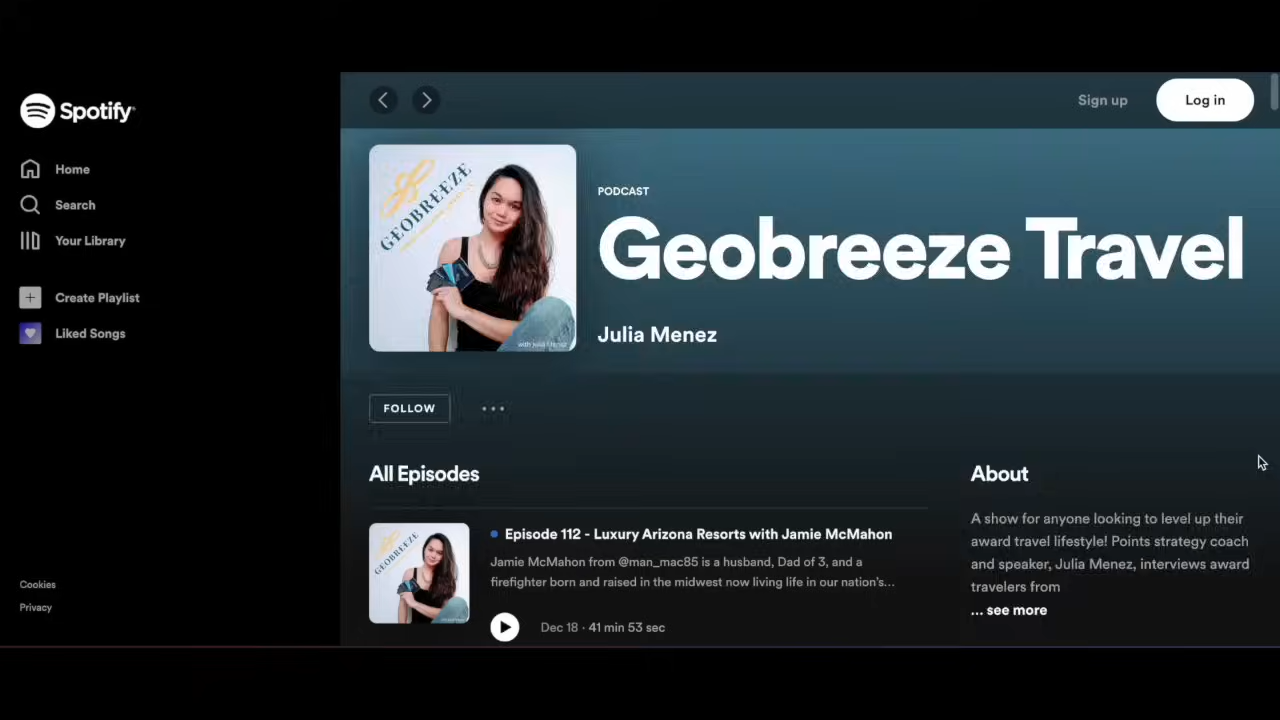 Spotify
Home
Search
Your Library
Create Playlist
Liked Songs
Cookies
Privacy
Sign up
Log in
GEOBREEZE
with Julia Menez
PODCAST
Geobreeze Travel
Julia Menez
FOLLOW
All Episodes
GEOBREEZE
Episode 112 - Luxury Arizona Resorts with Jamie McMahon
Jamie McMahon from @man_mac85 is a husband, Dad of 3, and a
firefighter born and raised in the midwest now living life in our nation's...
Dec 18 · 41 min 53 sec
About
A show for anyone looking to level up their
award travel lifestyle! Points strategy coach
and speaker, Julia Menez, interviews award
travelers from
... see more